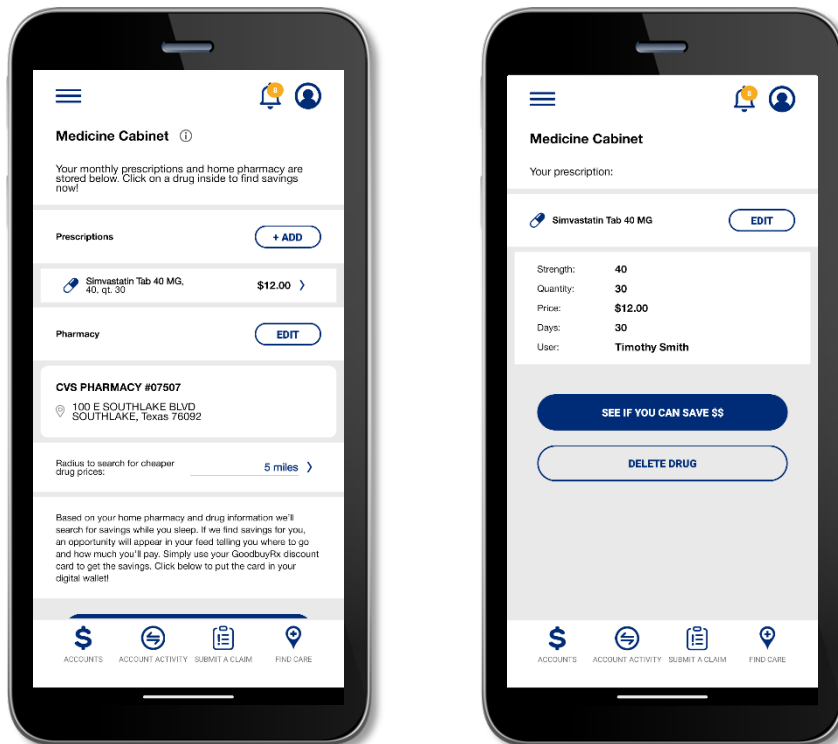 8
Medicine Cabinet
Your monthly prescriptions and home pharmacy are
stored below. Click on a drug inside to find savings
now!
Prescriptions
+ ADD
Simvastatin Tab 40 MG,
40, qt. 30
$12.00
Pharmacy
EDIT
CVS PHARMACY #07507
100 E SOUTHLAKE BLVD
SOUTHLAKE, Texas 76092
Radius to search for cheaper
drug prices:
5 miles
Based on your home pharmacy and drug information we'll
search for savings while you sleep. If we find savings for you,
an opportunity will appear in your feed telling you where to go
and how much you'll pay. Simply use your GoodbuyRx discount
card to get the savings. Click below to put the card in your
digital wallet!
ACCOUNTS
ACCOUNT ACTIVITY
SUBMIT A CLAIM
FIND CARE
8
Medicine Cabinet
Your prescription:
Simvastatin Tab 40 MG
EDIT
Strength: 40
Quantity: 30
Price: $12.00
Days: 30
User: Timothy Smith
SEE IF YOU CAN SAVE $$
DELETE DRUG
ACCOUNTS
ACCOUNT ACTIVITY
SUBMIT A CLAIM
FIND CARE